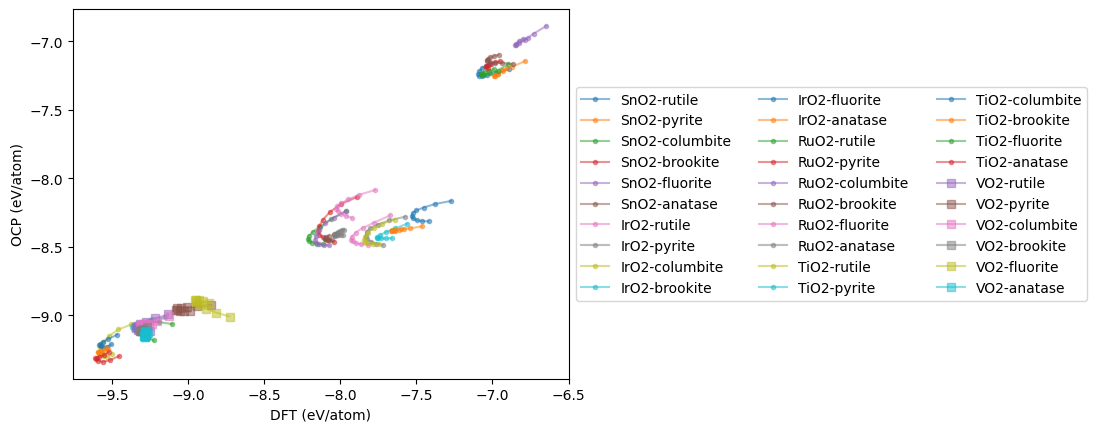 −7.0
−7.5
−8.0
−8.5
−9.0
OCP (eV/atom)
−9.5
−9.0
−8.5
−8.0
−7.5
−7.0
−6.5
DFT (eV/atom)
SnO2-rutile
SnO2-pyrite
SnO2-columbite
SnO2-brookite
SnO2-fluorite
SnO2-anatase
IrO2-rutile
IrO2-pyrite
IrO2-columbite
IrO2-brookite
IrO2-fluorite
IrO2-anatase
RuO2-rutile
RuO2-pyrite
RuO2-columbite
RuO2-brookite
RuO2-fluorite
RuO2-anatase
TiO2-rutile
TiO2-pyrite
TiO2-columbite
TiO2-brookite
TiO2-fluorite
TiO2-anatase
VO2-rutile
VO2-pyrite
VO2-columbite
VO2-brookite
VO2-fluorite
VO2-anatase